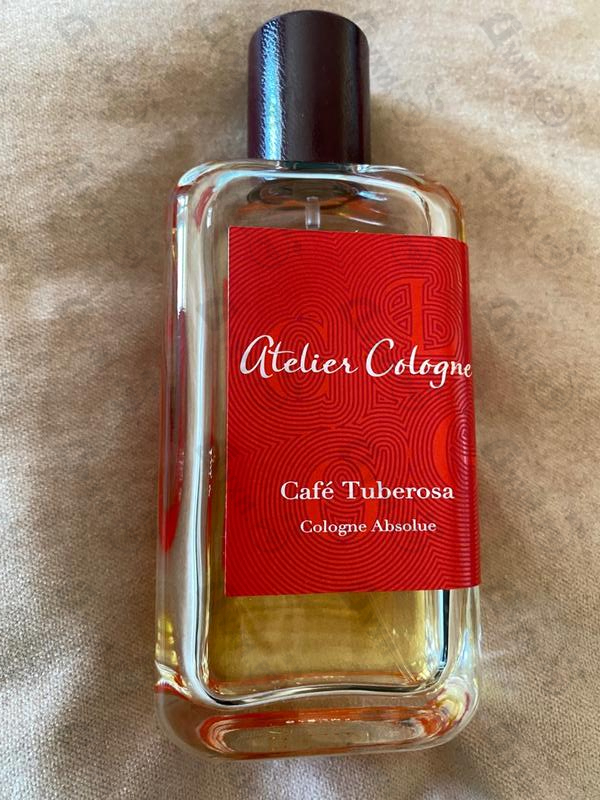 Atelier Cologne
Café Tuberosa
Cologne Absolue